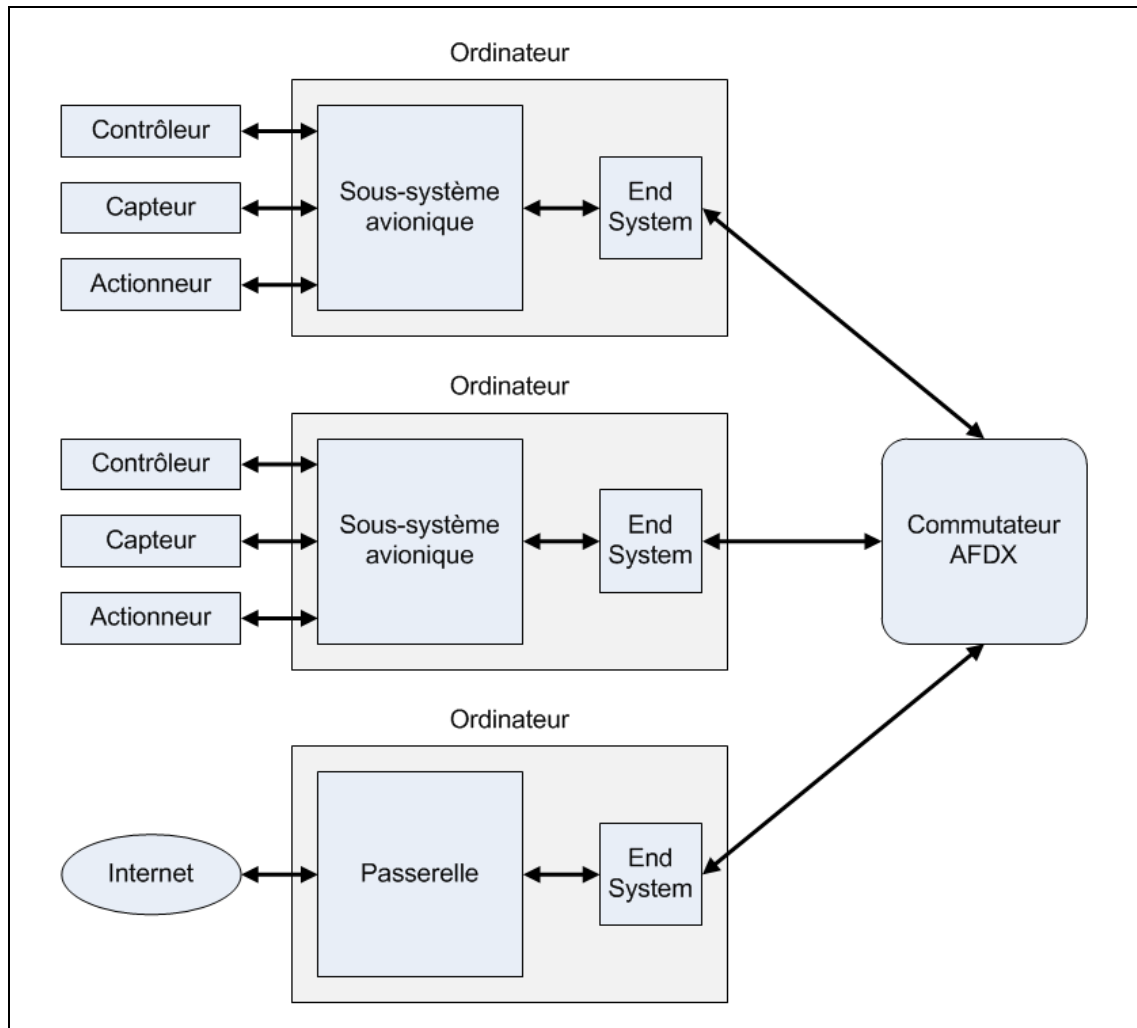 Ordinateur
Contrôleur
Capteur
Actionneur
Sous-système
avionique
End
System
Ordinateur
Contrôleur
Capteur
Actionneur
Sous-système
avionique
End
System
Commutateur
AFDX
Ordinateur
Internet
Passerelle
End
System